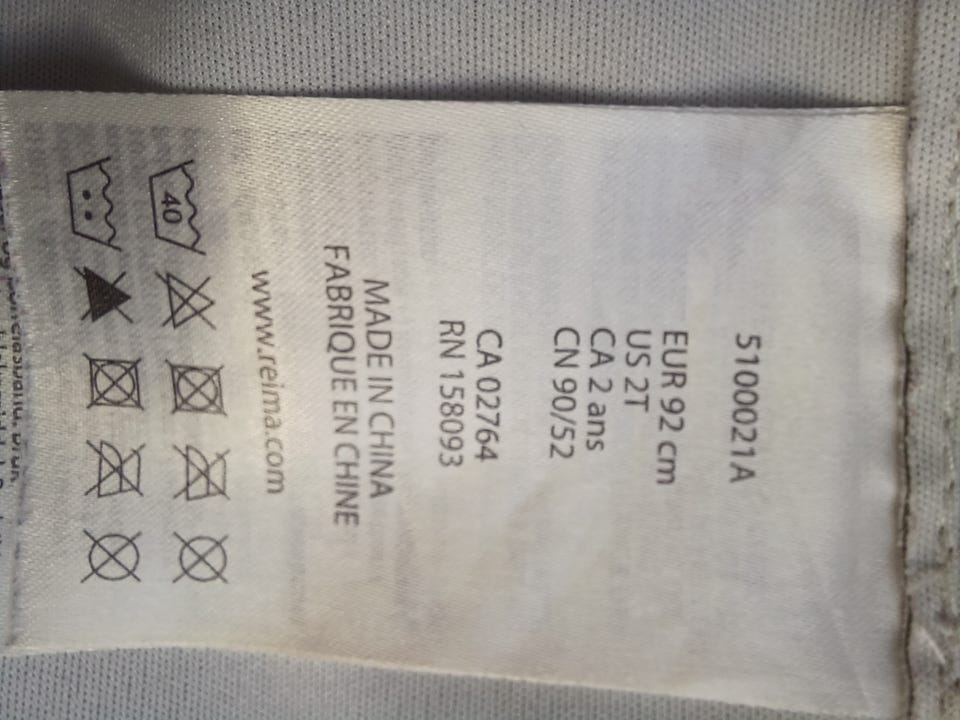 5100021A
EUR 92 cm
US 2T
CA 2 ans
CN 90/52
CA 02764
RN 158093
MADE IN CHINA
FABRIQUE EN CHINE
www.reima.com
40